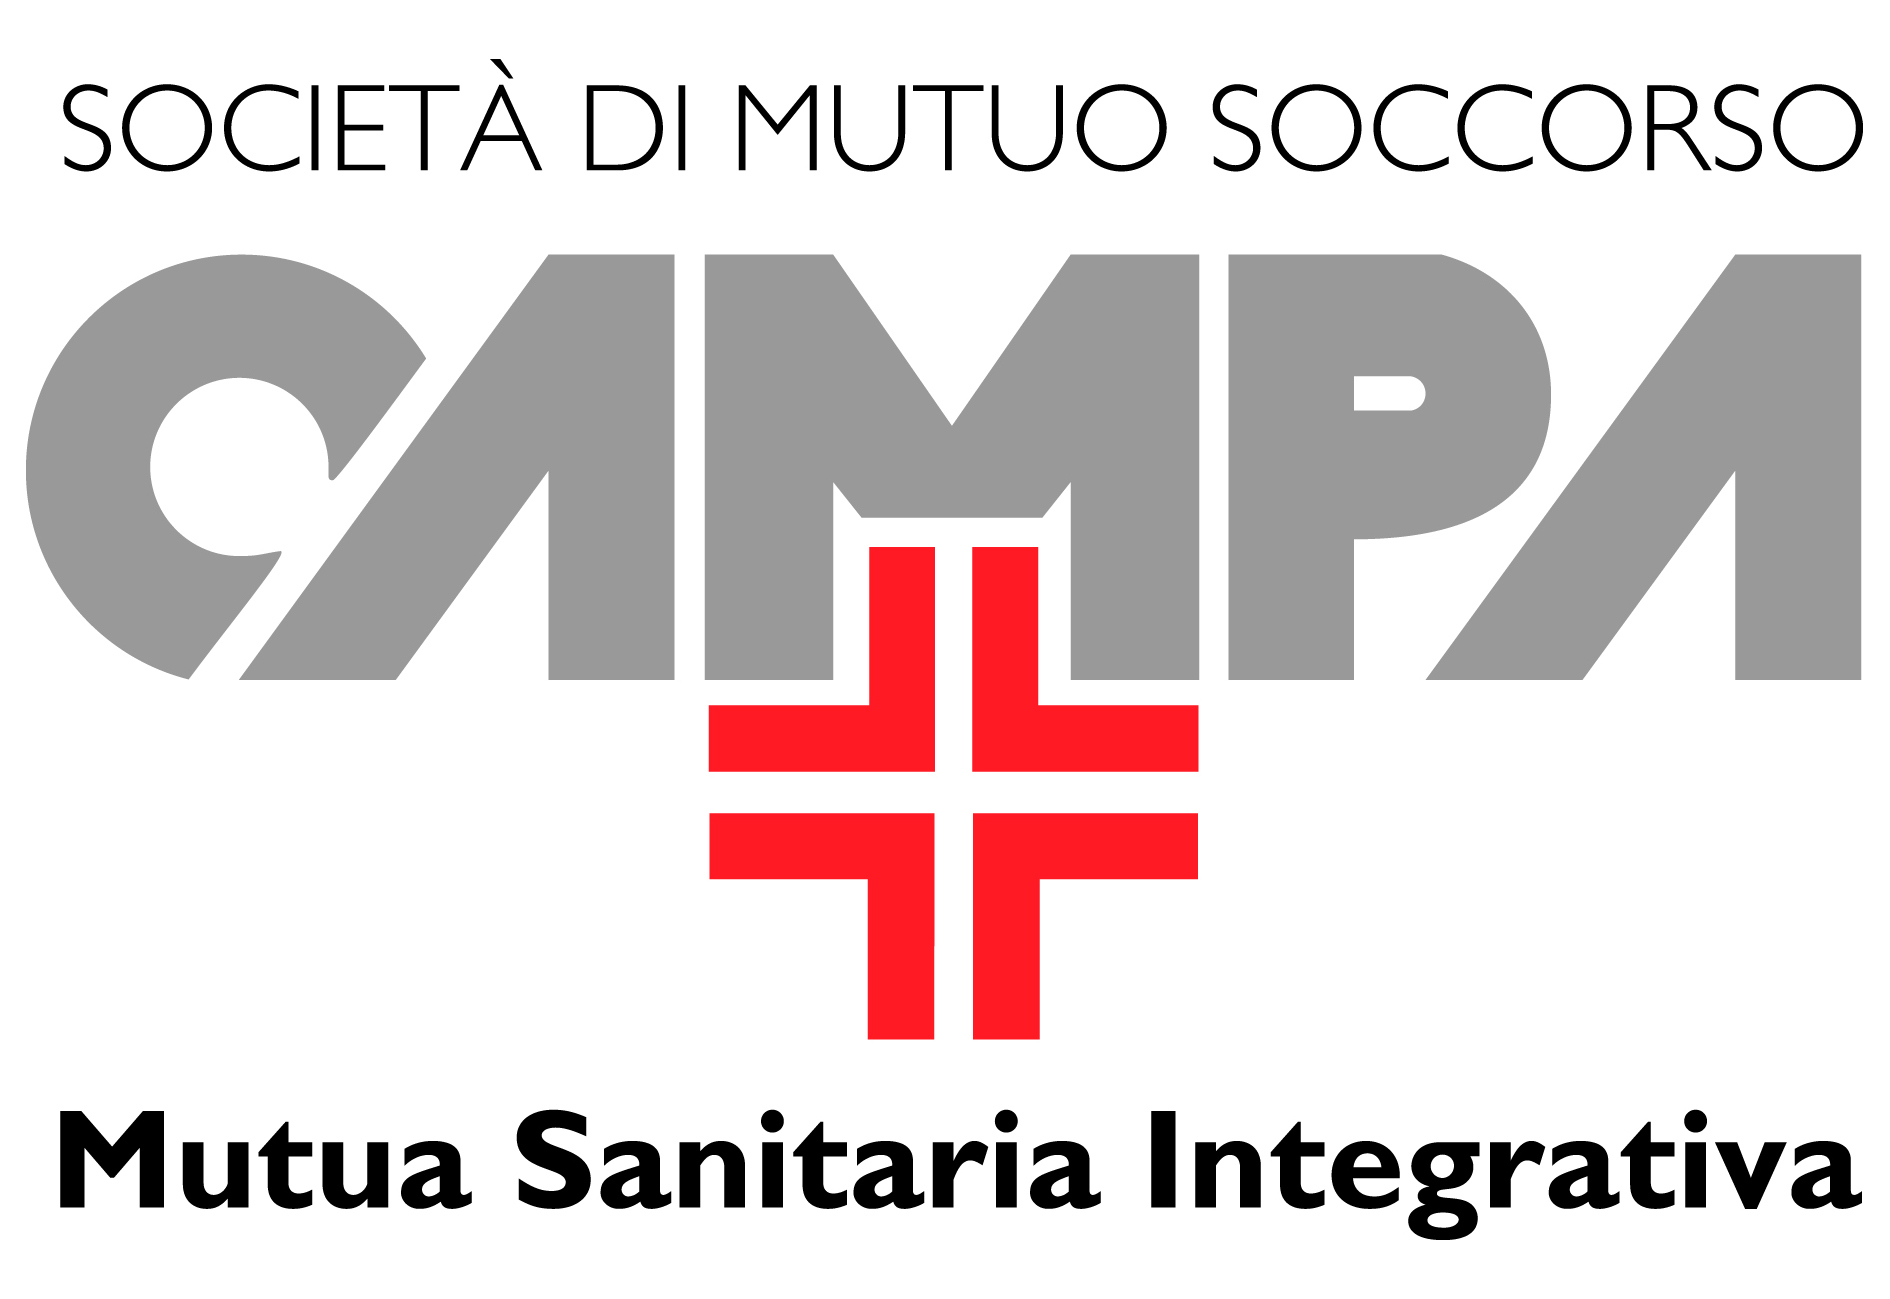 SOCIETÀ DI MUTUO SOCCORSO
CAMPA
Mutua Sanitaria Integrativa